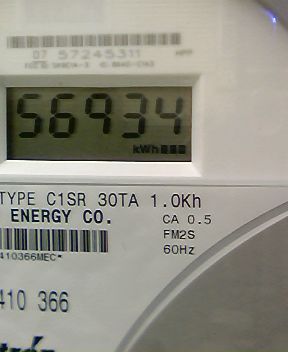 07 57245311
56934
kWh
TYPE C1SR 30TA 1.0Kh
ENERGY CO. CA 0.5
FM2S
60Hz
410366MEC*
410 366